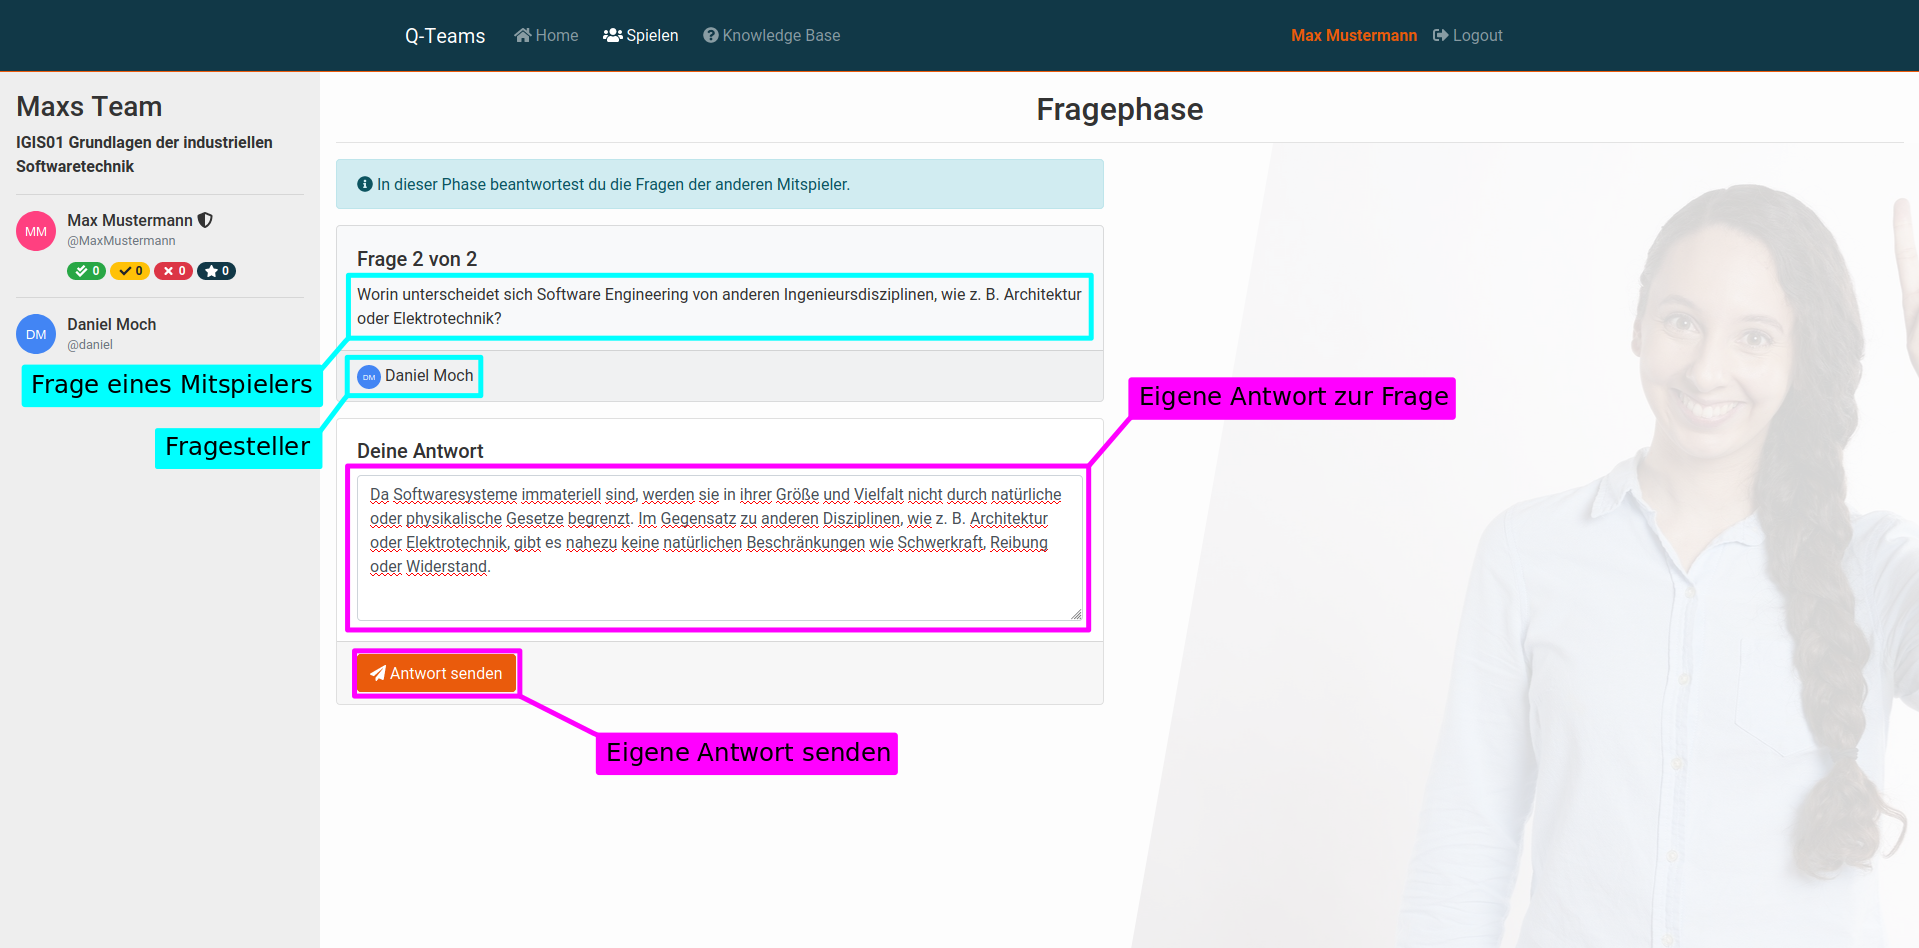 Q-Teams
Home
Spielen
Knowledge Base
Max Mustermann
Logout
Maxs Team
IGIS01 Grundlagen der industriellen
Softwaretechnik
MM
Max Mustermann
@MaxMustermann
0
0
0
0
DM
Daniel Moch
@daniel
Frage eines Mitspielers
Fragesteller
Fragephase
In dieser Phase beantwortest du die Fragen der anderen Mitspieler.
Frage 2 von 2
Worin unterscheidet sich Software Engineering von anderen Ingenieursdisziplinen, wie z. B. Architektur
oder Elektrotechnik?
DM
Daniel Moch
Eigene Antwort zur Frage
Deine Antwort
Da Softwaresysteme immateriell sind, werden sie in ihrer Größe und Vielfalt nicht durch natürliche
oder physikalische Gesetze begrenzt. Im Gegensatz zu anderen Disziplinen, wie z. B. Architektur
oder Elektrotechnik, gibt es nahezu keine natürlichen Beschränkungen wie Schwerkraft, Reibung
oder Widerstand.
Antwort senden
Eigene Antwort senden